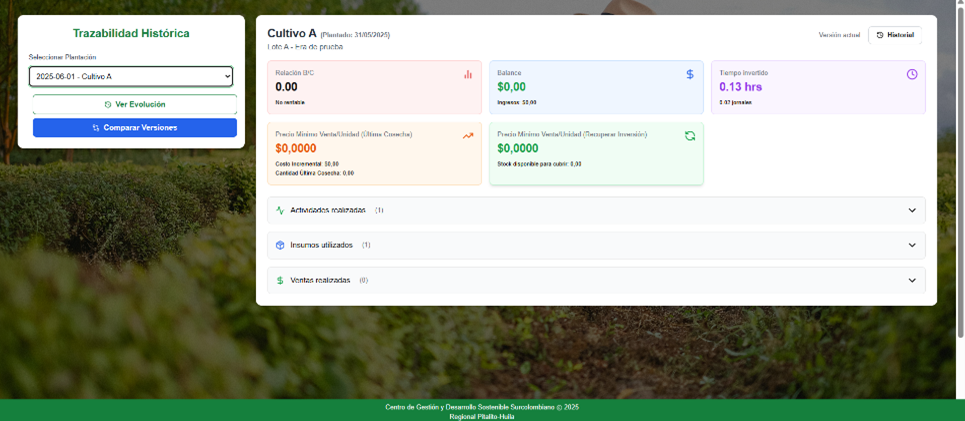 Trazabilidad Histórica
Seleccionar Plantación
2025-06-01 - Cultivo A
Ver Evolución
Comparar Versiones
Cultivo A (Plantado: 31/05/2025)
Lote A - Era de prueba
Versión actual
Historial
Relación B/C
0.00
No rentable
Balance
$0,00
Ingresos: $0,00
Tiempo Invertido
0.13 hrs
0.02 jornales
Precio Mínimo Venta/Unidad (Última Cosecha)
$0,0000
Costo Incremental: $0,00
Cantidad Última Cosecha: 0,00
Precio Mínimo Venta/Unidad (Recuperar Inversión)
$0,0000
Stock disponible para cubrir: 0,00
Actividades realizadas (1)
Insumos utilizados (1)
Ventas realizadas (0)
Centro de Gestión y Desarrollo Sostenible Surcolombiano © 2025
Regional Pitalito-Huila